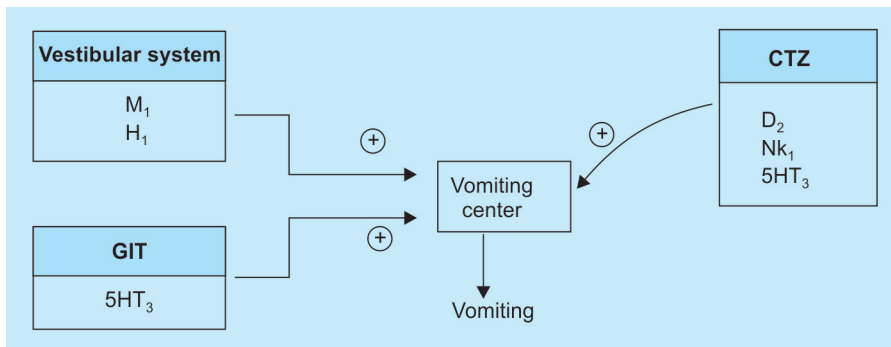 Vestibular system
M₁
H₁
GIT
5HT₃
+
+
Vomiting
center
Vomiting
+
CTZ
D₂
Nk₁
5HT₃